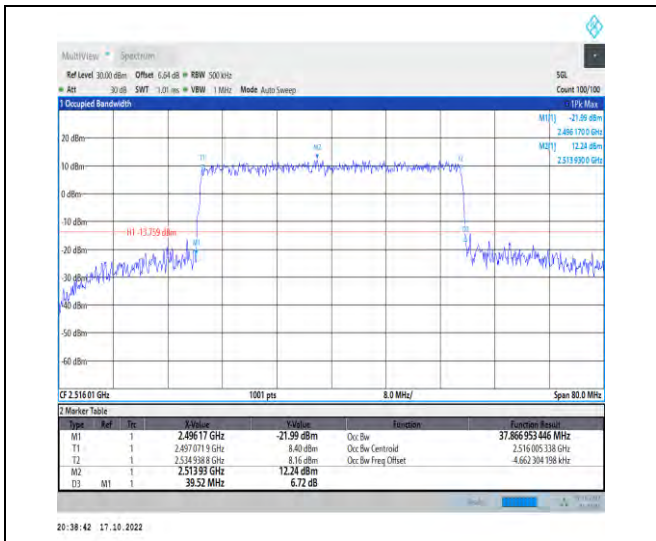 MultiView Spectrum
Ref Level 30.00 dBm Offset 6.64 dB RBW 500 kHz SGL
Att 30 dB SWT 1.01 ms VBW 1 MHz Mode Auto Sweep Count 100/100
1 Occupied Bandwidth 1Pk Max
M1[1] -21.99 dBm
2.496 170 0 GHz
M2[1] 12.24 dBm
2.513 930 0 GHz
20 dBm
T1 M2 T2
10 dBm
0 dBm
-10 dBm
H1 -13.759 dBm
M1 D3
-20 dBm
-30 dBm
-40 dBm
-50 dBm
-60 dBm
CF 2.516 01 GHz 1001 pts 8.0 MHz/ Span 80.0 MHz
2 Marker Table
Type Ref Trc X-Value Y-Value Function Function Result
M1 1 2.496 17 GHz -21.99 dBm Occ Bw 37.866 953 446 MHz
T1 1 2.497 071 9 GHz 8.40 dBm Occ Bw Centroid 2.516 005 338 GHz
T2 1 2.534 938 8 GHz 8.16 dBm Occ Bw Freq Offset -4.662 304 198 kHz
M2 1 2.513 93 GHz 12.24 dBm
D3 M1 1 39.52 MHz 6.72 dB
20:38:42 17.10.2022